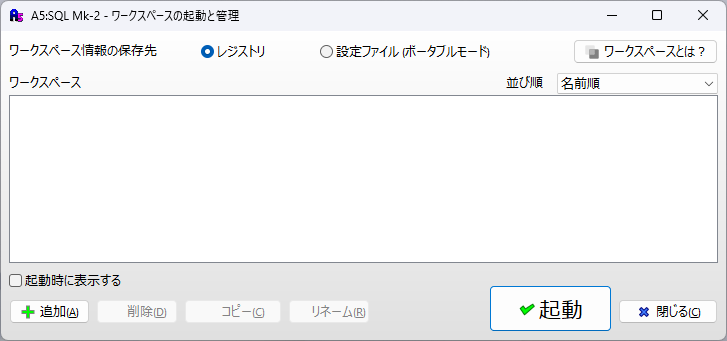 A5:SQL Mk-2 - ワークスペースの起動と管理
ワークスペース情報の保存先 レジストリ 設定ファイル (ポータブルモード) ワークスペースとは？
ワークスペース 並び順 名前順
起動時に表示する
追加(A) 削除(D) コピー(C) リネーム(R) 起動 閉じる(C)